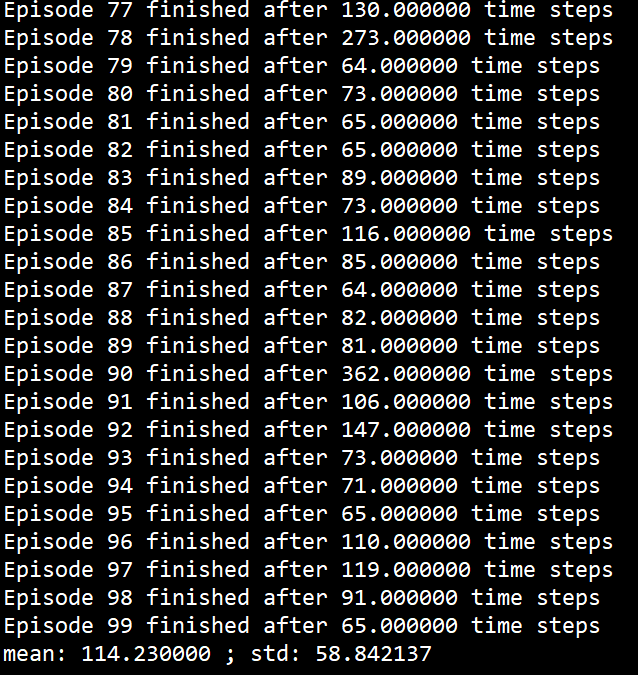 Episode 77 finished after 130.000000 time steps
Episode 78 finished after 273.000000 time steps
Episode 79 finished after 64.000000 time steps
Episode 80 finished after 73.000000 time steps
Episode 81 finished after 65.000000 time steps
Episode 82 finished after 65.000000 time steps
Episode 83 finished after 89.000000 time steps
Episode 84 finished after 73.000000 time steps
Episode 85 finished after 116.000000 time steps
Episode 86 finished after 85.000000 time steps
Episode 87 finished after 64.000000 time steps
Episode 88 finished after 82.000000 time steps
Episode 89 finished after 81.000000 time steps
Episode 90 finished after 362.000000 time steps
Episode 91 finished after 106.000000 time steps
Episode 92 finished after 147.000000 time steps
Episode 93 finished after 73.000000 time steps
Episode 94 finished after 71.000000 time steps
Episode 95 finished after 65.000000 time steps
Episode 96 finished after 110.000000 time steps
Episode 97 finished after 119.000000 time steps
Episode 98 finished after 91.000000 time steps
Episode 99 finished after 65.000000 time steps
mean: 114.230000 ; std: 58.842137